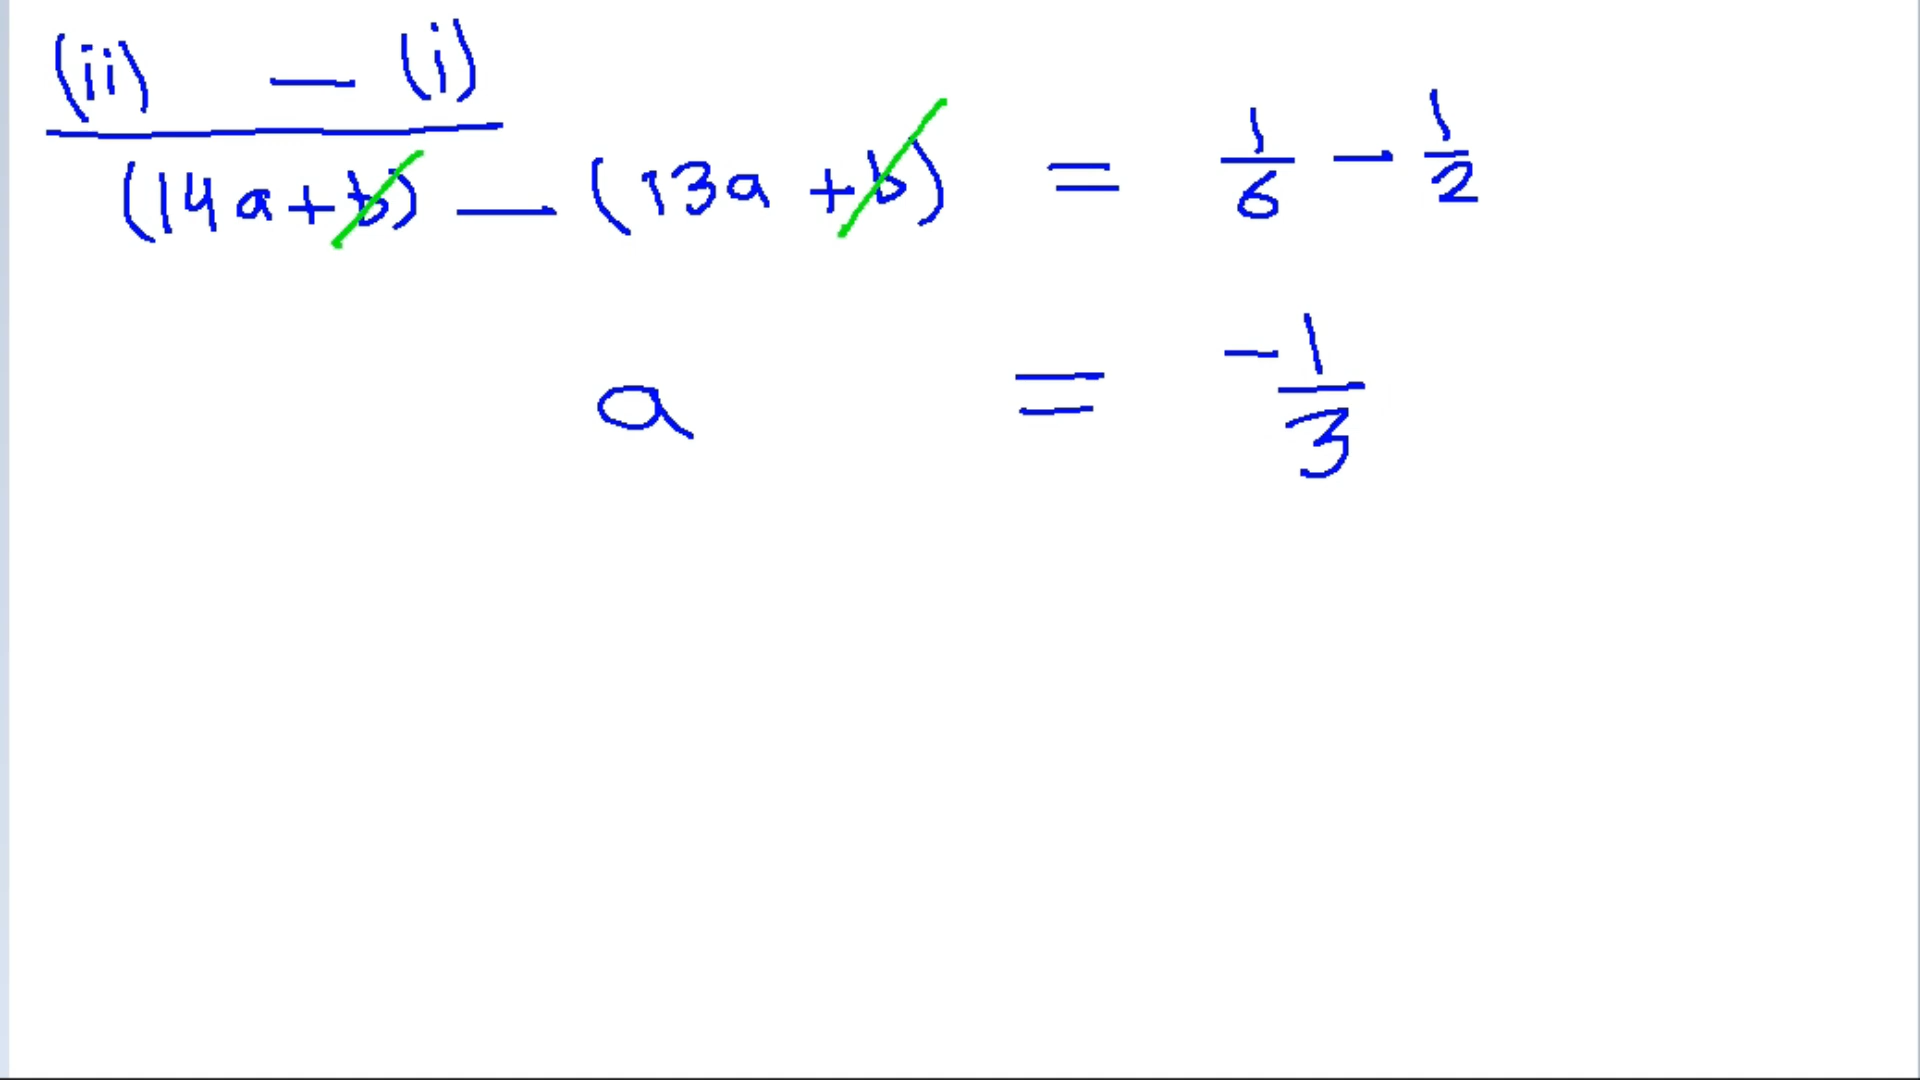 (ii) — (i)
(14a+b) — (13a+b) = 1/6 - 1/2
a = -1/3